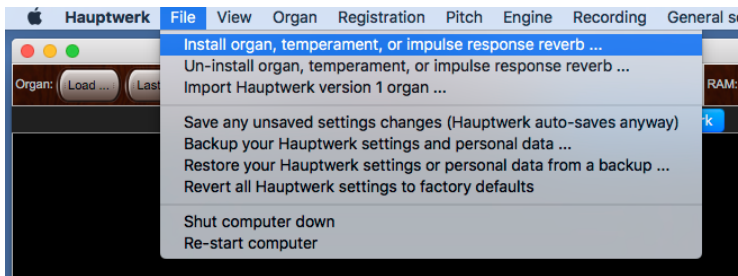 Hauptwerk File View Organ Registration Pitch Engine Recording General s
Install organ, temperament, or impulse response reverb ...
Un-install organ, temperament, or impulse response reverb ...
Organ: Load ... Last RAM:
Import Hauptwerk version 1 organ ...
Save any unsaved settings changes (Hauptwerk auto-saves anyway)
rk
Backup your Hauptwerk settings and personal data ...
Restore your Hauptwerk settings or personal data from a backup ...
Revert all Hauptwerk settings to factory defaults
Shut computer down
Re-start computer